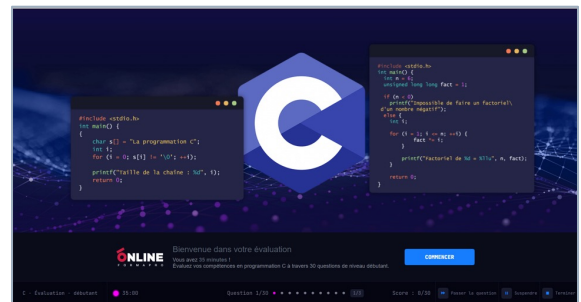 #include <stdio.h>
int main() {
{
char s[] = "La programmation C";
int i;
for (i = 0; s[i] != '\0'; ++i);
printf("Taille de la chaîne : %d", i);
return 0;
}
C
#include <stdio.h>
int main() {
int n = 6;
unsigned long long fact = 1;
if (n < 0)
printf("Impossible de faire un factoriel\
d'un nombre négatif");
else {
int i;
for (i = 1; i <= n; ++i) {
fact *= i;
}
printf("Factoriel de %d = %llu", n, fact);
}
return 0;
}
ONLINE
FORMAPRO
Bienvenue dans votre évaluation
Vous avez 35 minutes !
Évaluez vos compétences en programmation C à travers 30 questions de niveau débutant.
COMMENCER
C - Évaluation - débutant
35:00
Question 1/30
1/3
Score : 0/30
Passer la question
Suspendre
Terminer